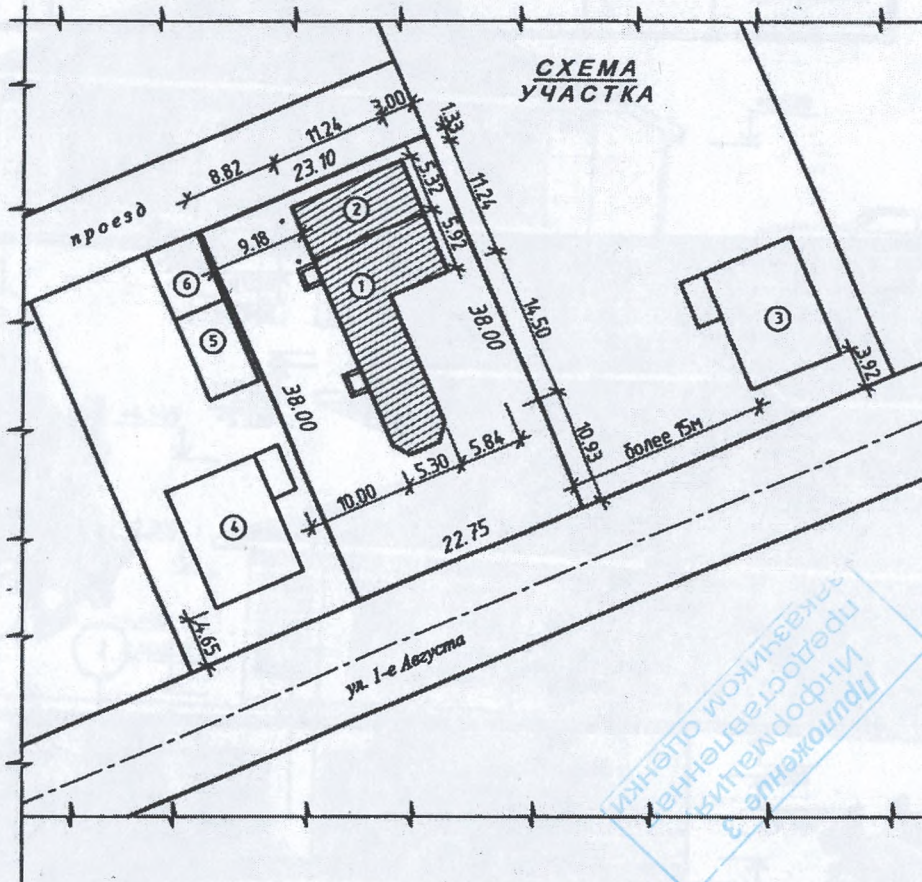 СХЕМА
УЧАСТКА
3.00
11.24
8.82
23.10
1.33
11.24
5.32
5.92
проезд
9.18
2
1
6
5
38.00
14.50
38.00
3
3.92
10.93
более 15м
5.84
5.30
10.00
22.75
4
4.65
ул. 1-е Августа
Приложение 3
Информация,
предоставленная
заказчиком оценки